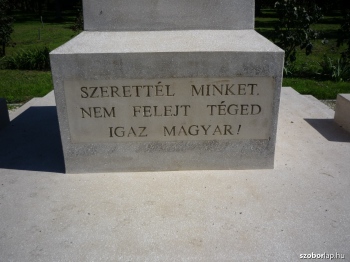 SZERETTÉL MINKET,
NEM FELEJT TÉGED
IGAZ MAGYAR!
szoborlap.hu